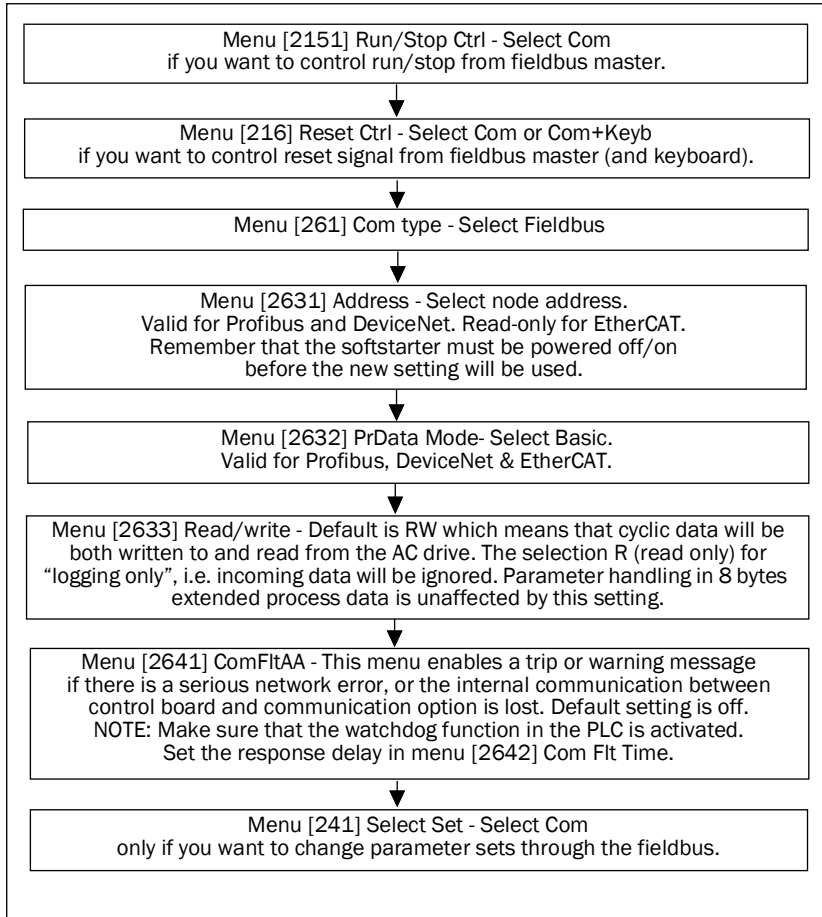 Menu [2151] Run/Stop Ctrl - Select Com
if you want to control run/stop from fieldbus master.
Menu [216] Reset Ctrl - Select Com or Com+Keyb
if you want to control reset signal from fieldbus master (and keyboard).
Menu [261] Com type - Select Fieldbus
Menu [2631] Address - Select node address.
Valid for Profibus and DeviceNet. Read-only for EtherCAT.
Remember that the softstarter must be powered off/on
before the new setting will be used.
Menu [2632] PrData Mode- Select Basic.
Valid for Profibus, DeviceNet & EtherCAT.
Menu [2633] Read/write - Default is RW which means that cyclic data will be
both written to and read from the AC drive. The selection R (read only) for
“logging only”, i.e. incoming data will be ignored. Parameter handling in 8 bytes
extended process data is unaffected by this setting.
Menu [2641] ComFltAA - This menu enables a trip or warning message
if there is a serious network error, or the internal communication between
control board and communication option is lost. Default setting is off.
NOTE: Make sure that the watchdog function in the PLC is activated.
Set the response delay in menu [2642] Com Flt Time.
Menu [241] Select Set - Select Com
only if you want to change parameter sets through the fieldbus.